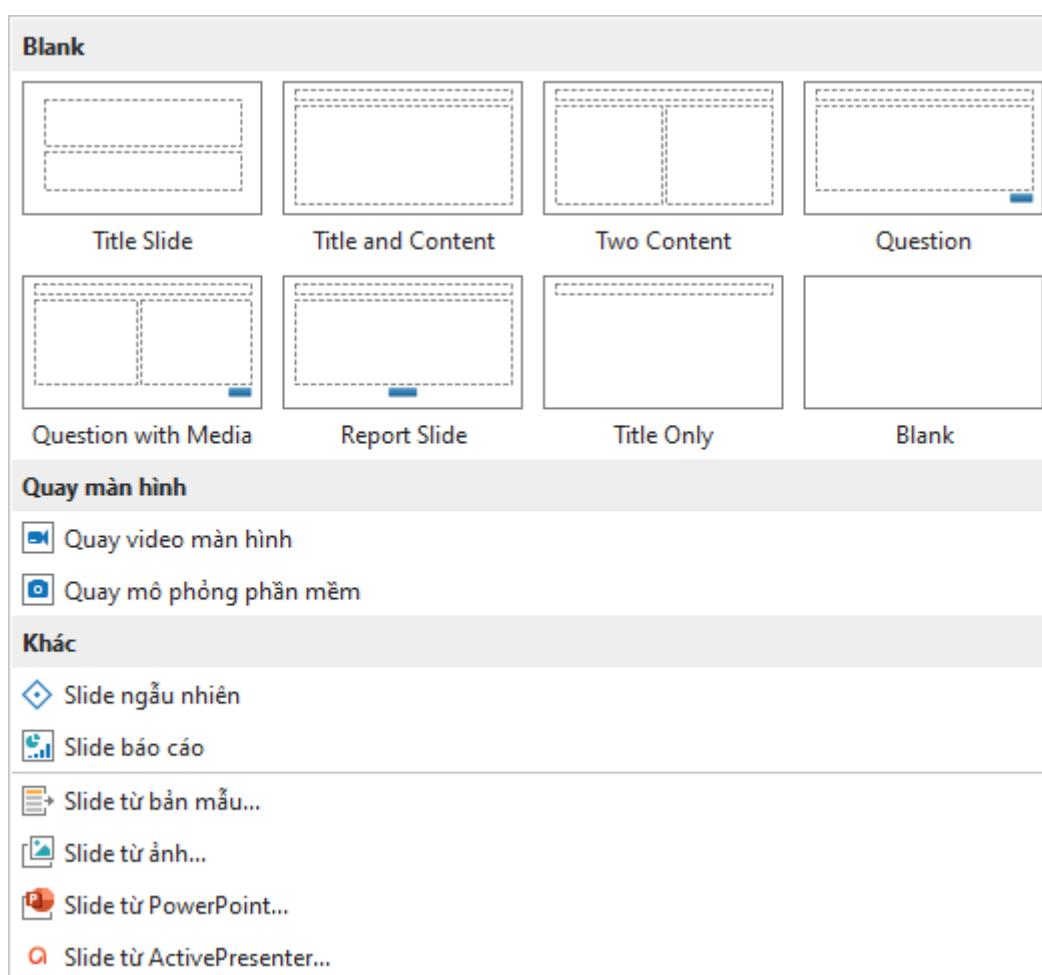 Blank
Title Slide Title and Content Two Content Question
Question with Media Report Slide Title Only Blank
Quay màn hình
Quay video màn hình
Quay mô phỏng phần mềm
Khác
Slide ngẫu nhiên
Slide báo cáo
Slide từ bản mẫu...
Slide từ ảnh...
Slide từ PowerPoint...
Slide từ ActivePresenter...